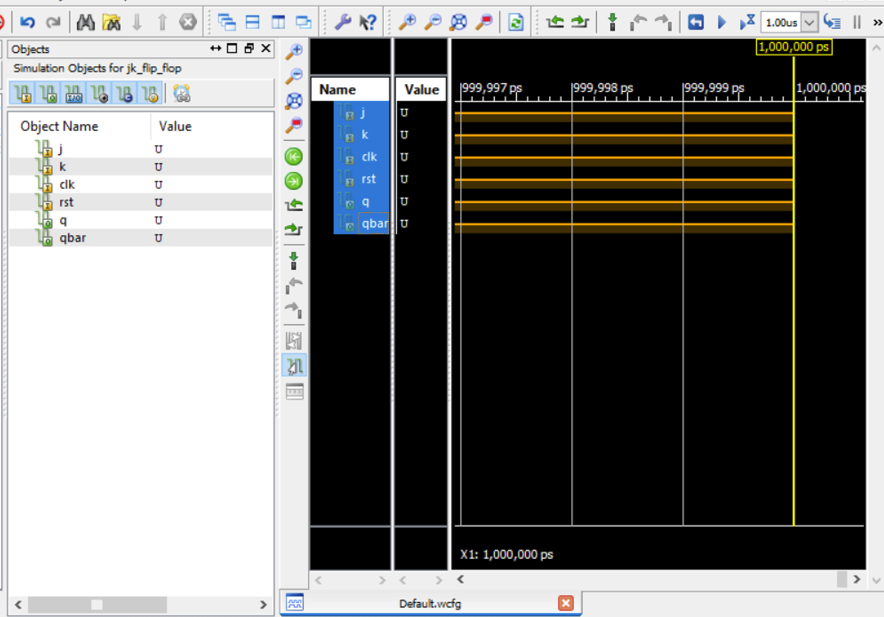 1.00us
Objects
Simulation Objects for jk_flip_flop
Object Name Value
j U
k U
clk U
rst U
q U
qbar U
Name Value
j U
k U
clk U
rst U
q U
qbar U
1,000,000 ps
999,997 ps 999,998 ps 999,999 ps 1,000,000 ps
X1: 1,000,000 ps
Default.wcfg